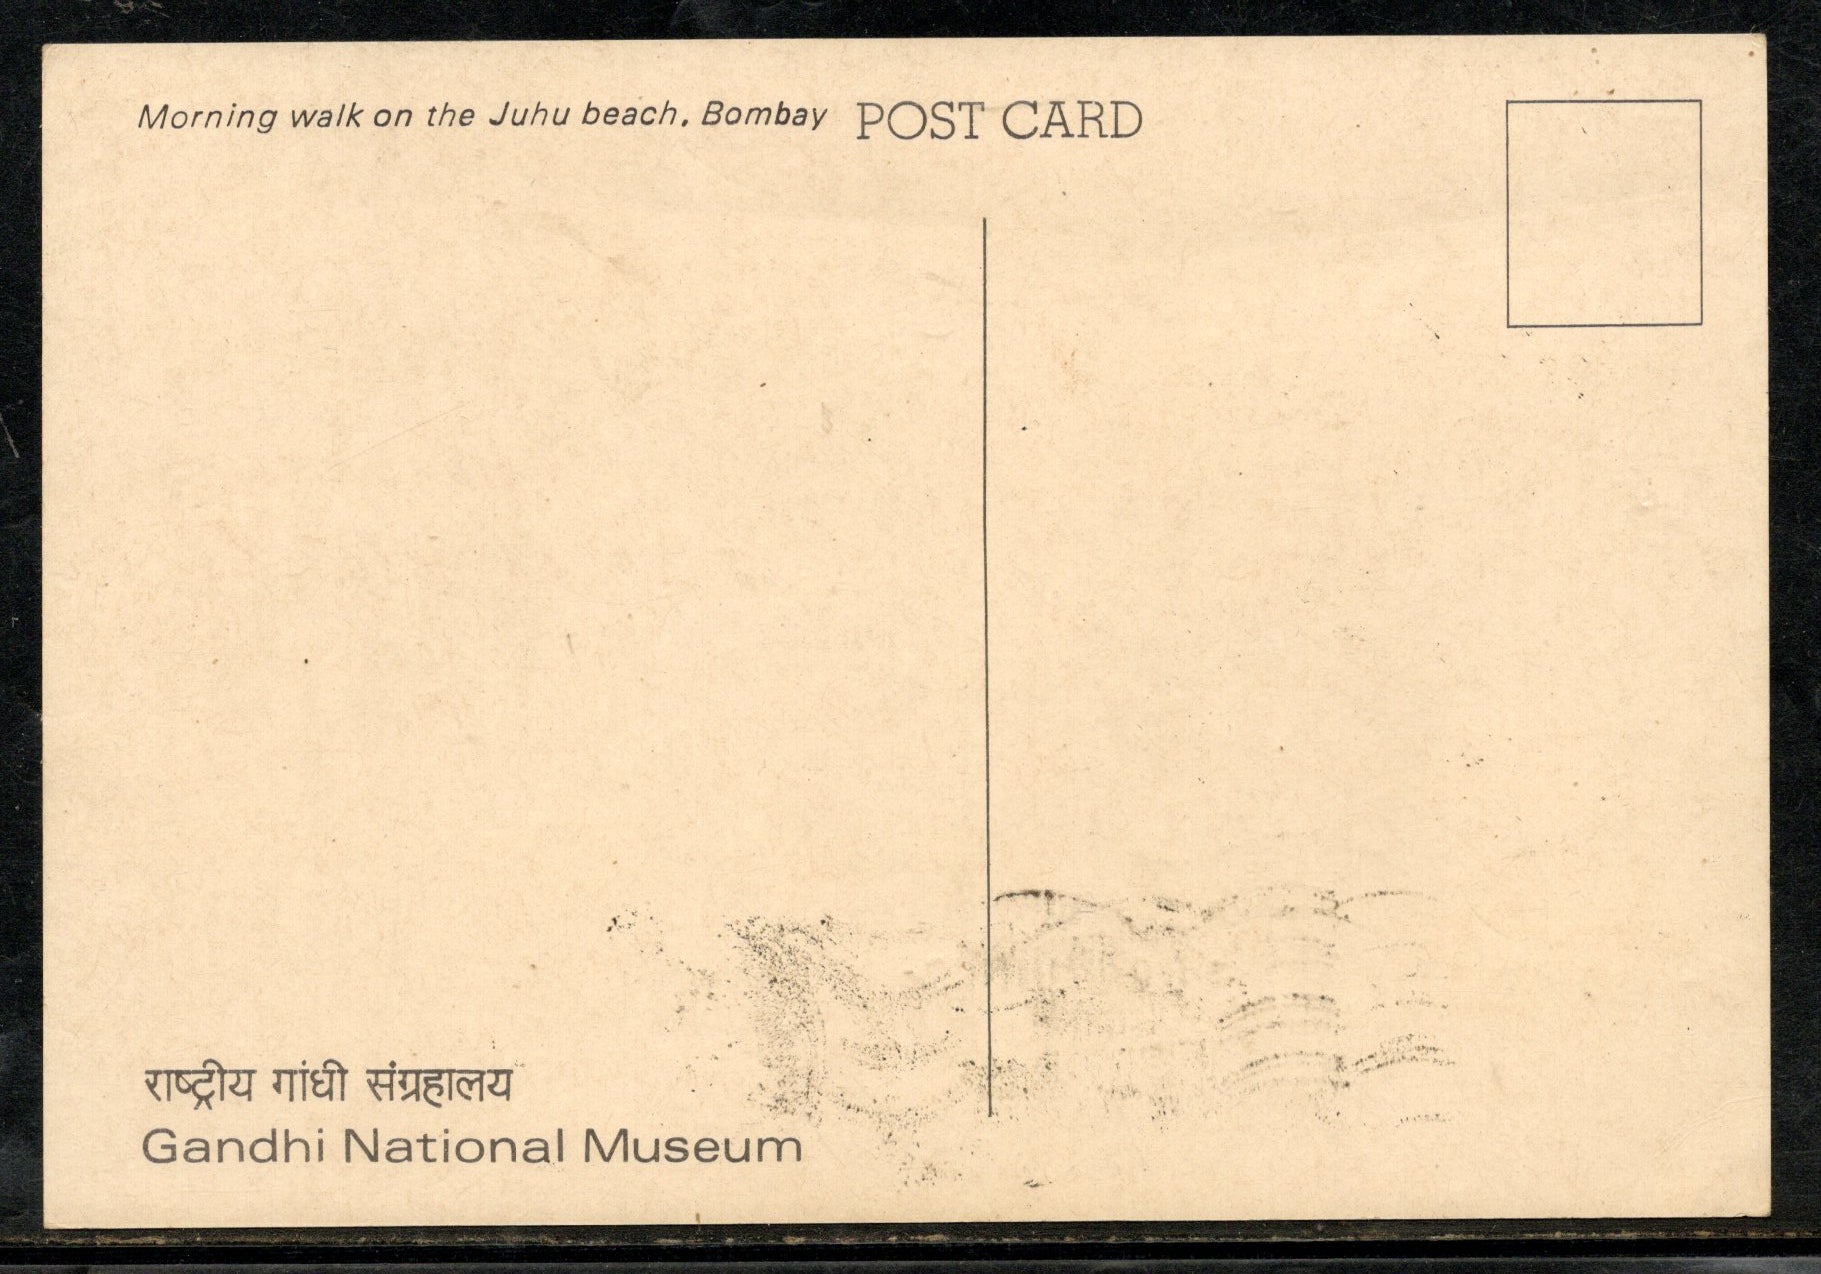 Morning walk on the Juhu beach, Bombay POST CARD
राष्ट्रीय गांधी संग्रहालय
Gandhi National Museum